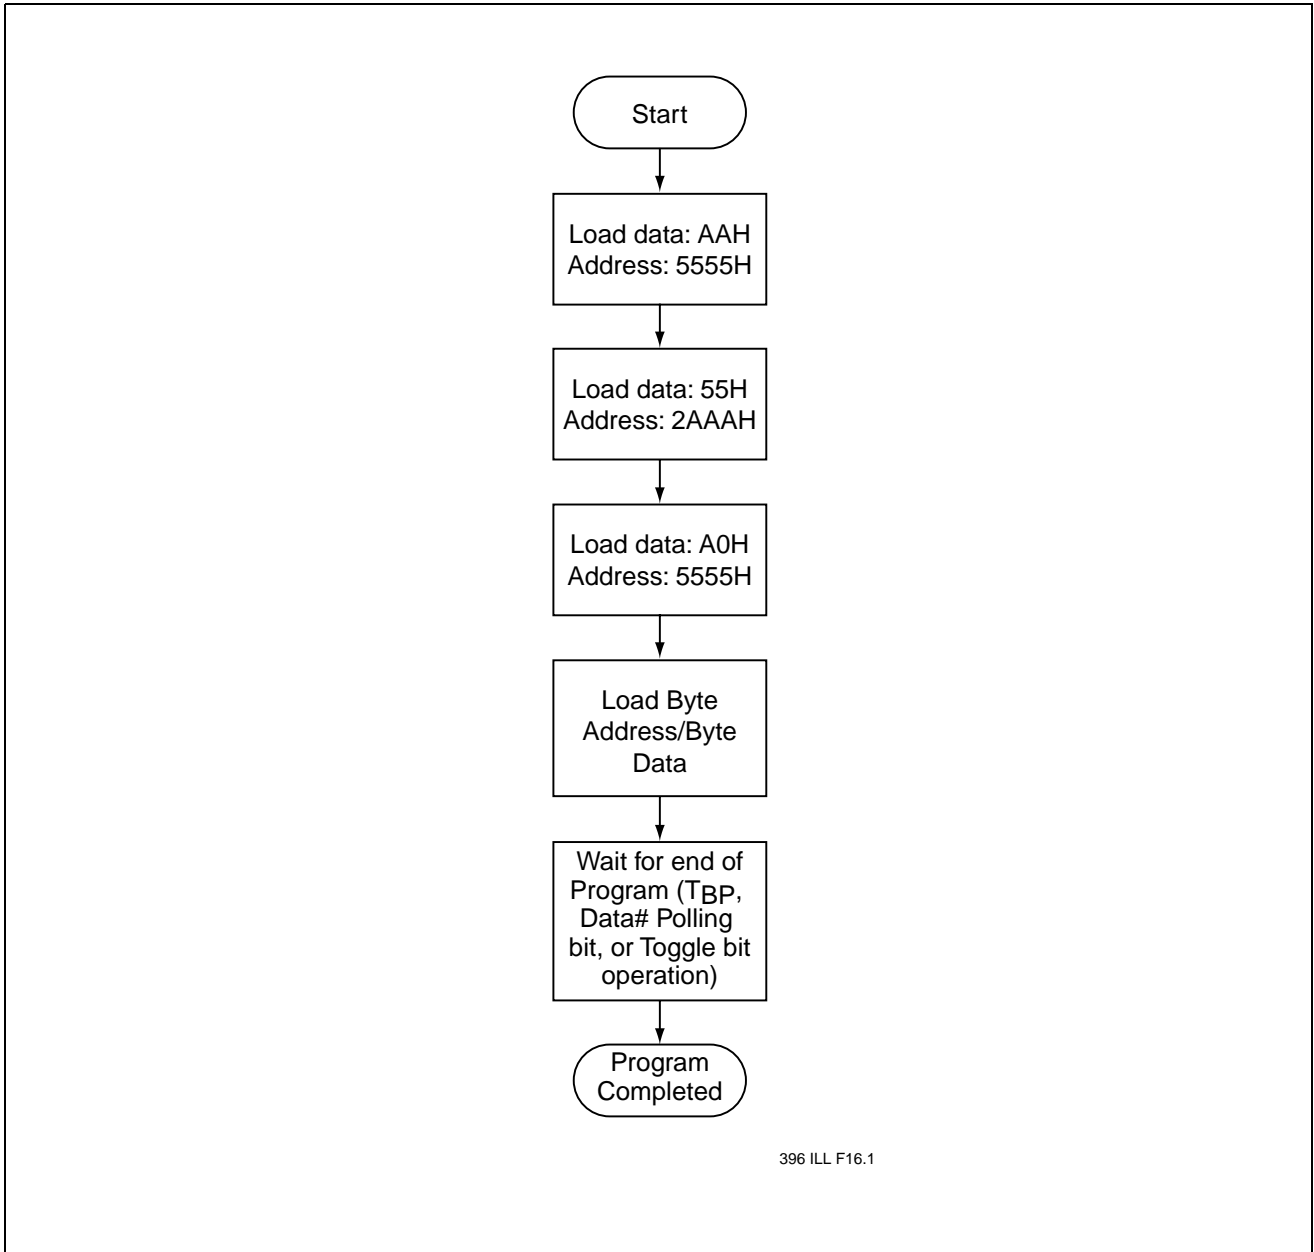 Start
Load data: AAH
Address: 5555H
Load data: 55H
Address: 2AAAH
Load data: A0H
Address: 5555H
Load Byte
Address/Byte
Data
Wait for end of
Program (TBP,
Data# Polling
bit, or Toggle bit
operation)
Program
Completed
396 ILL F16.1